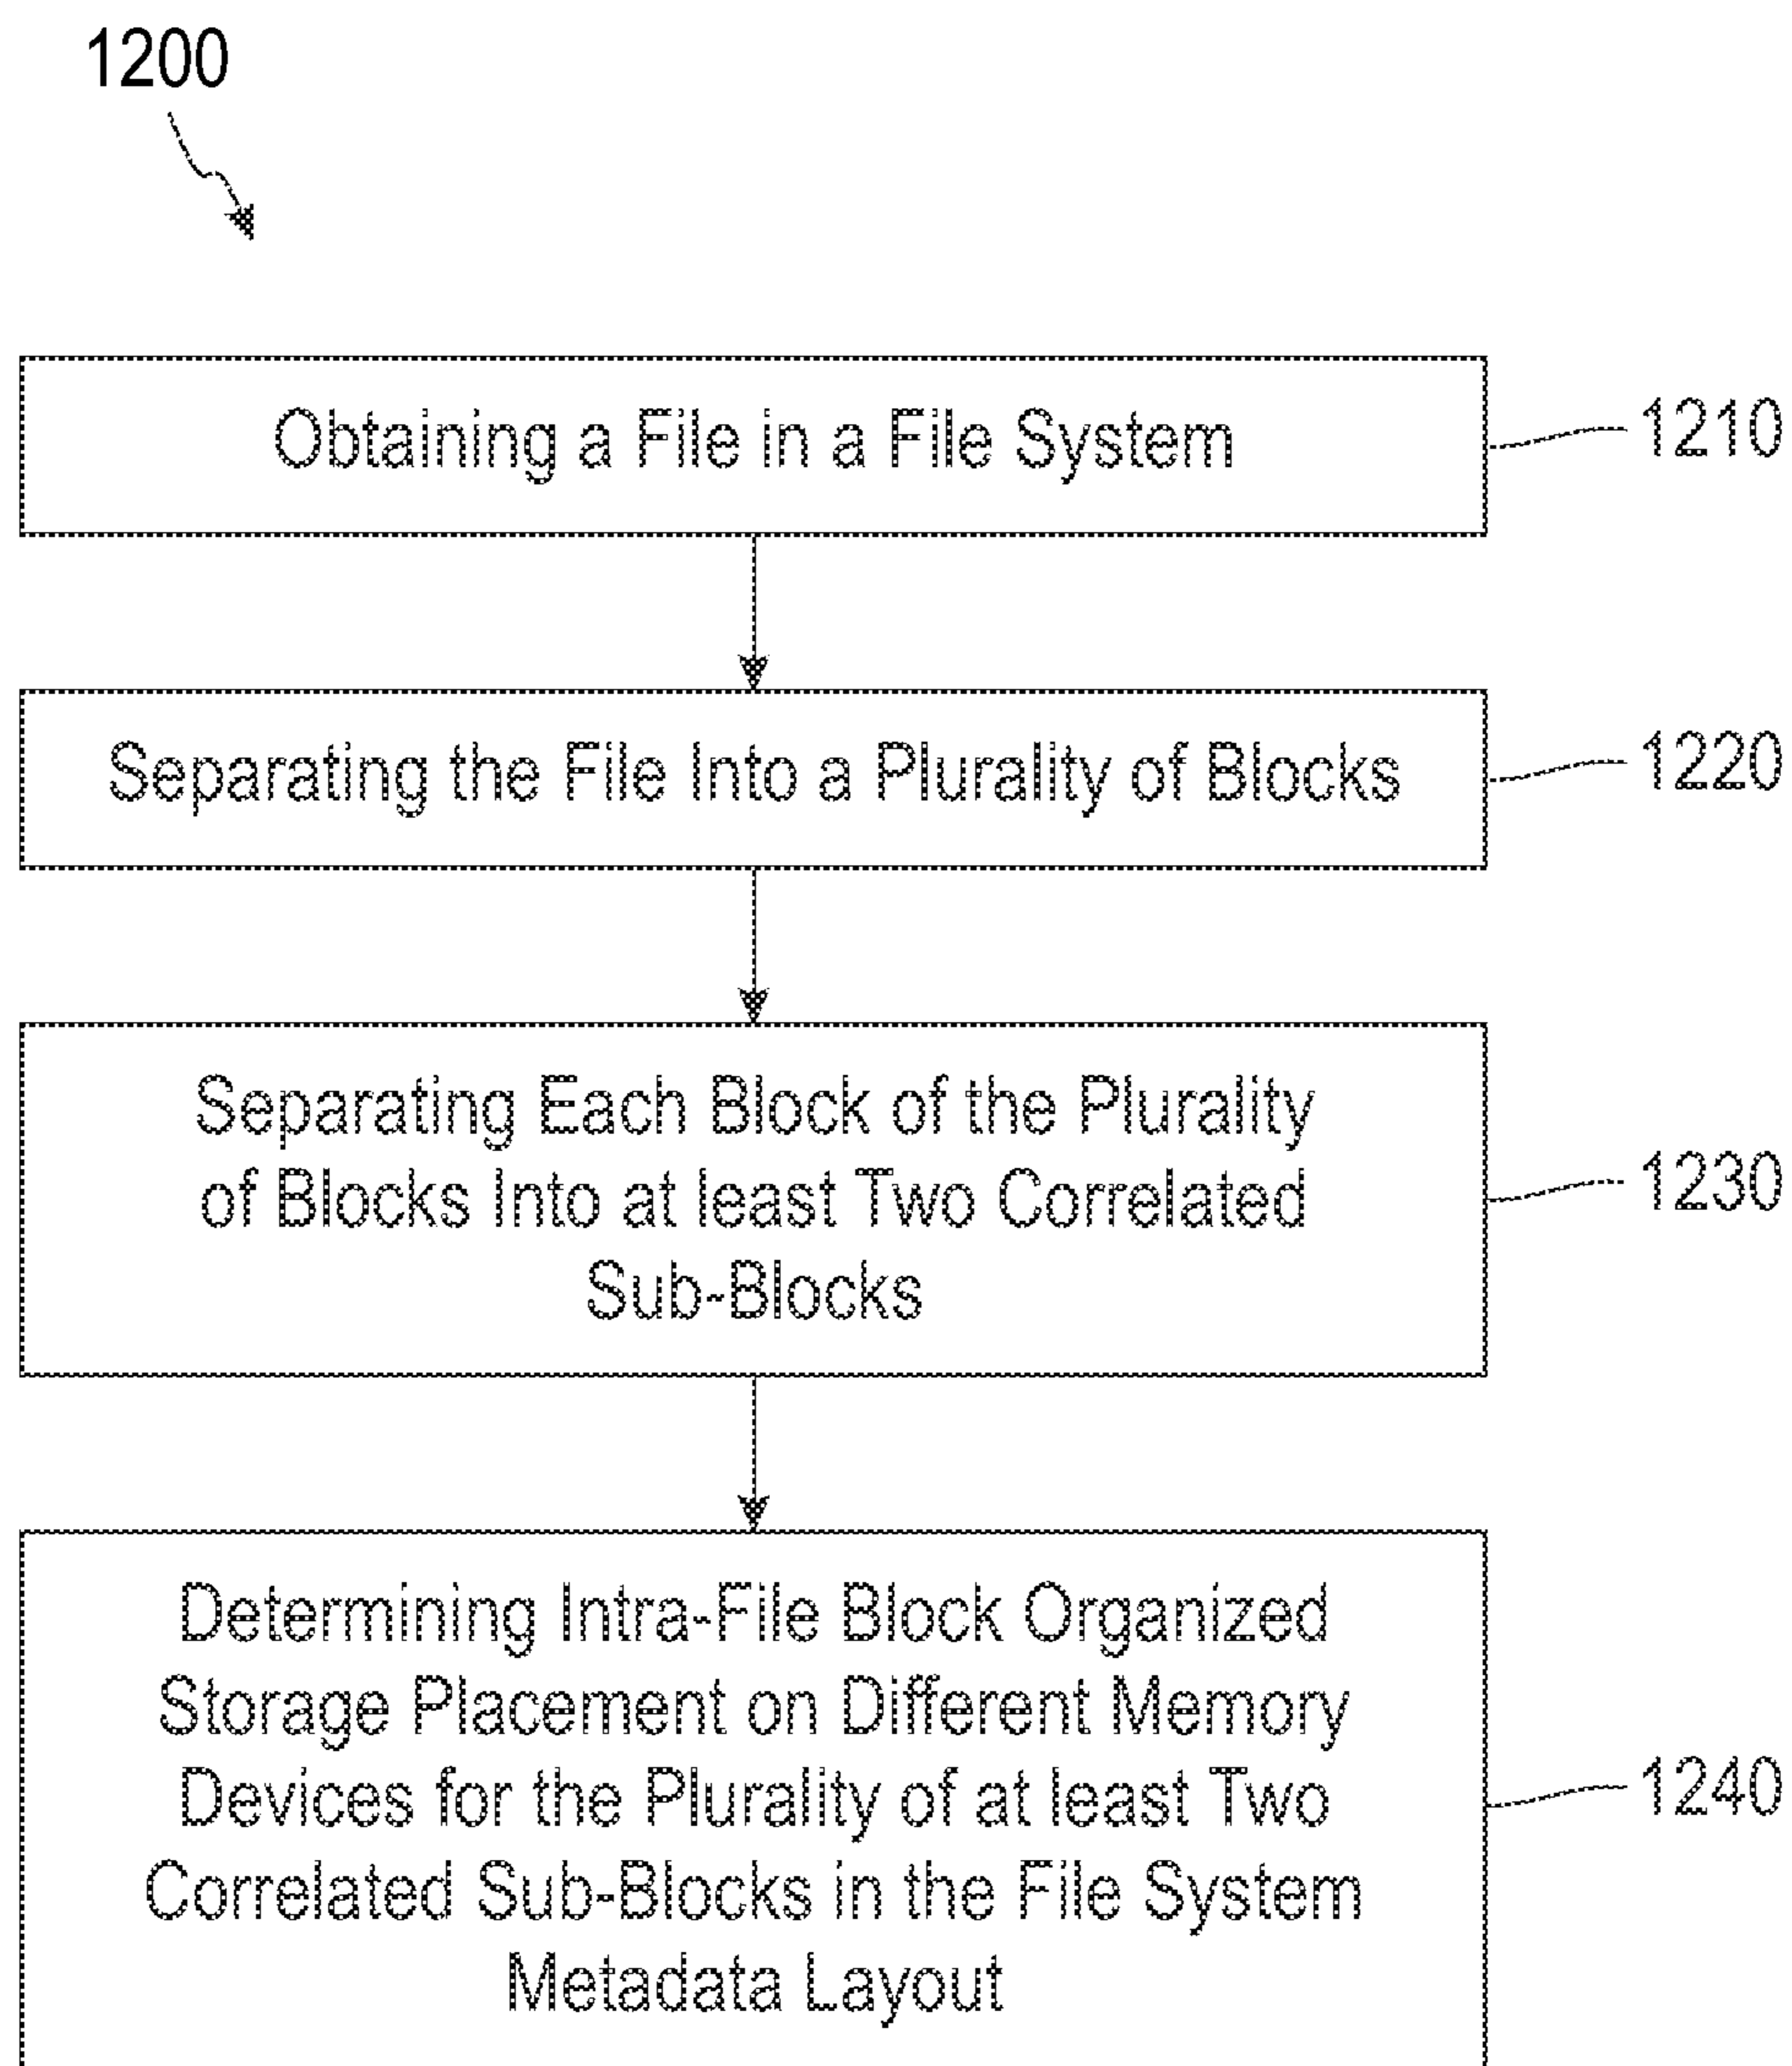 1200
Obtaining a File in a File System
1210
Separating the File Into a Plurality of Blocks
1220
Separating Each Block of the Plurality
of Blocks Into at least Two Correlated
Sub-Blocks
1230
Determining Intra-File Block Organized
Storage Placement on Different Memory
Devices for the Plurality of at least Two
Correlated Sub-Blocks in the File System
Metadata Layout
1240